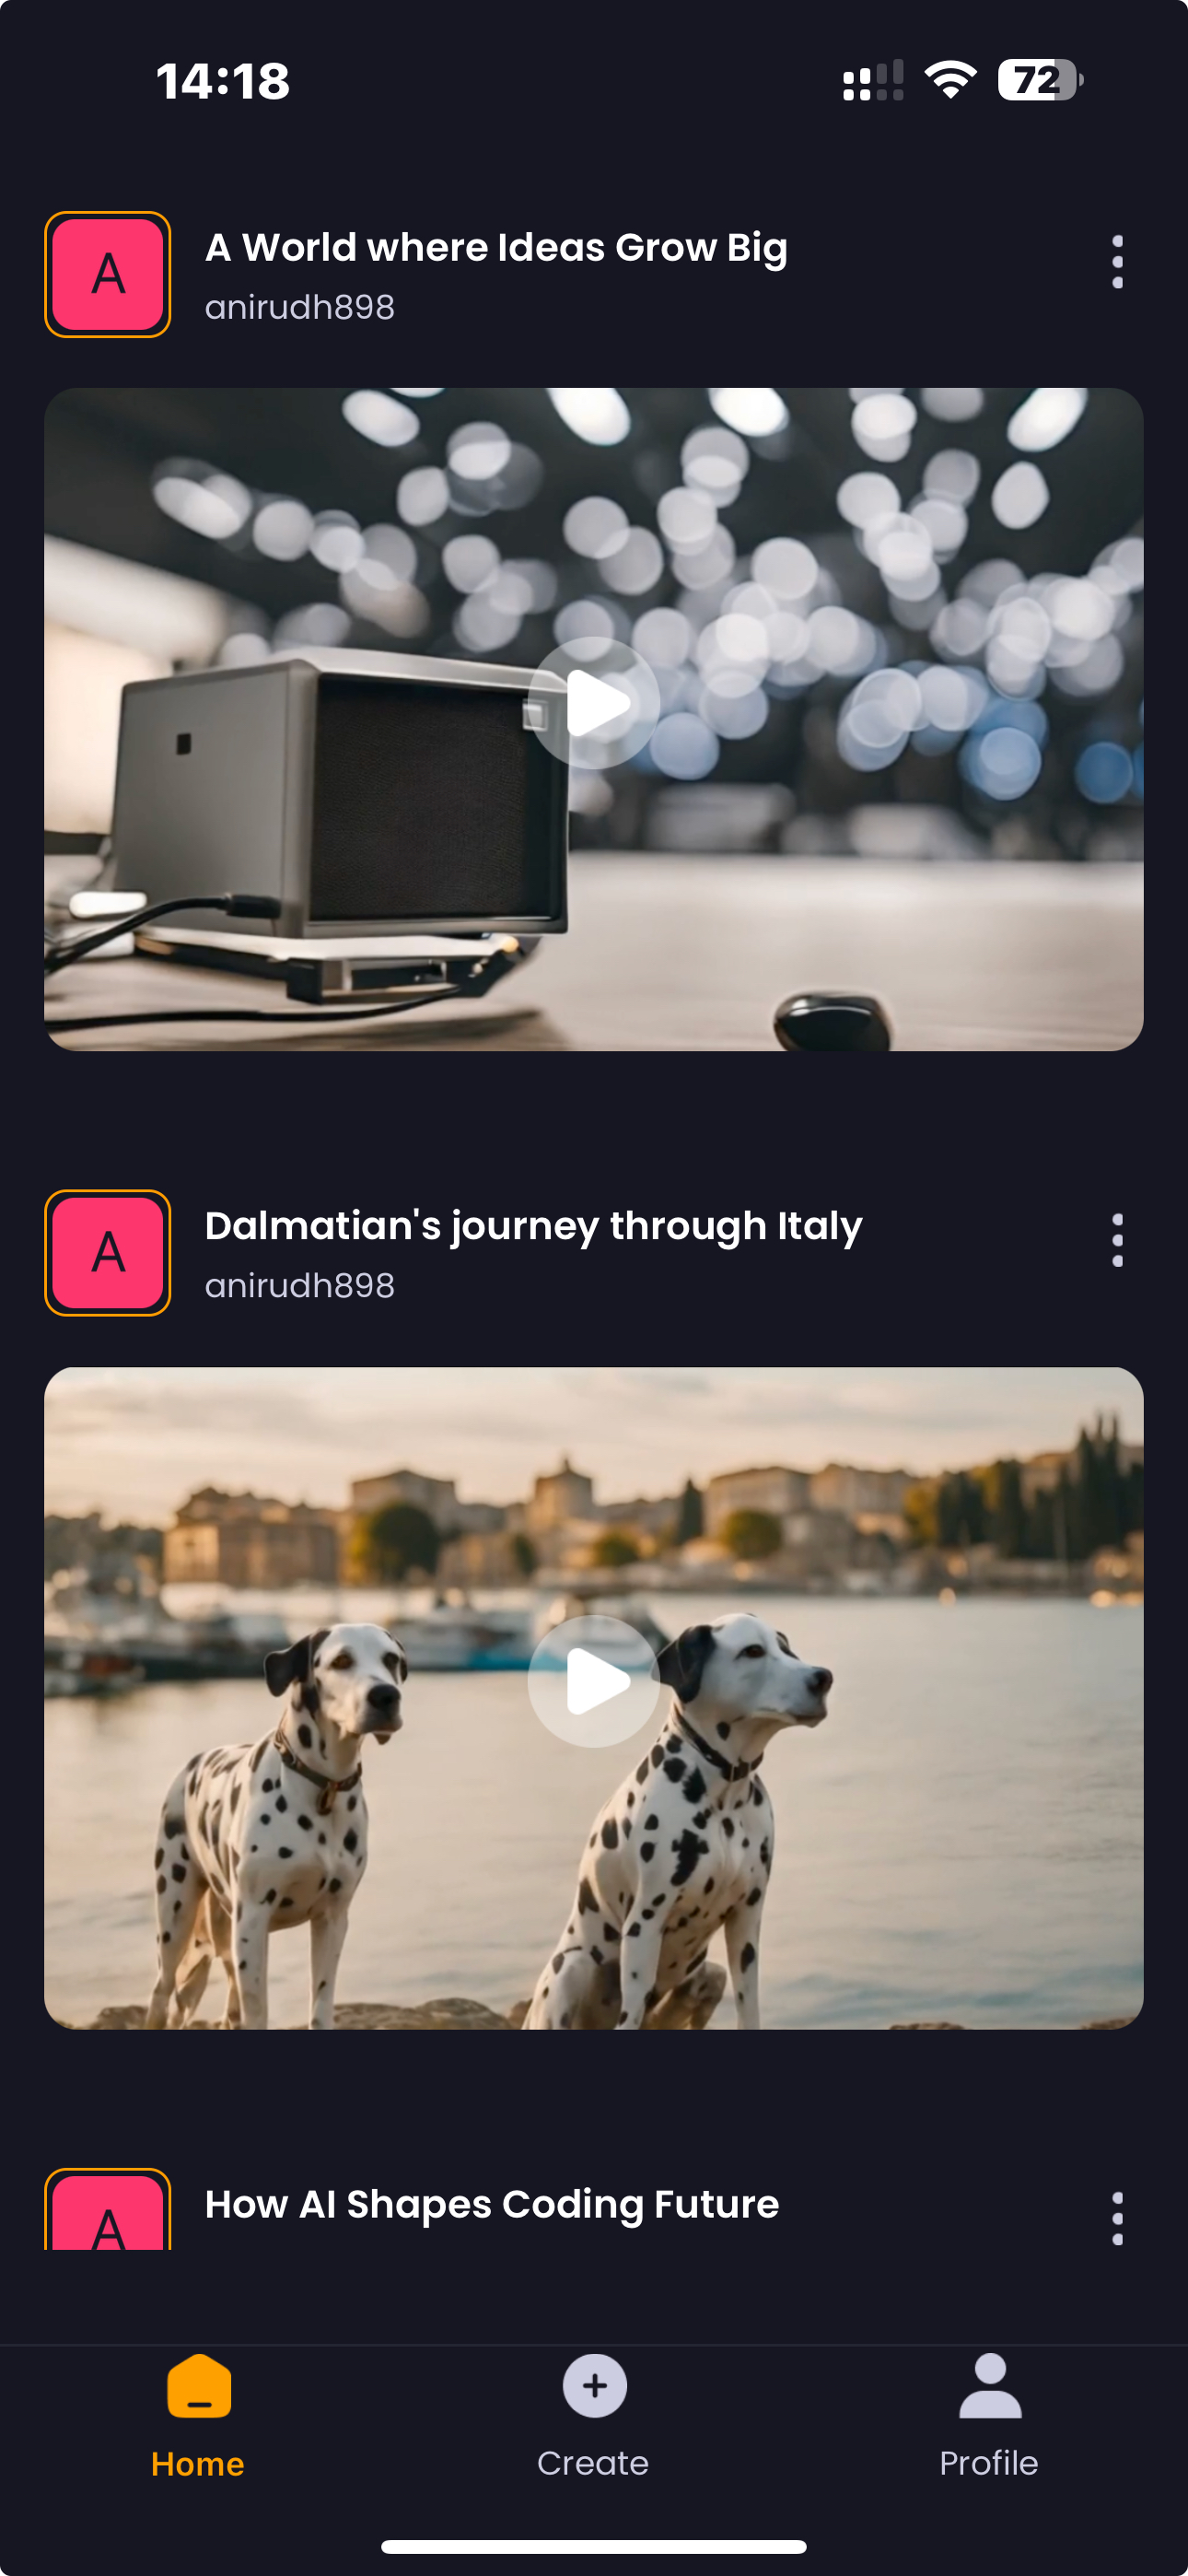 14:18
72
A
A World where Ideas Grow Big
anirudh898
A
Dalmatian's journey through Italy
anirudh898
A
How AI Shapes Coding Future
Home
Create
Profile